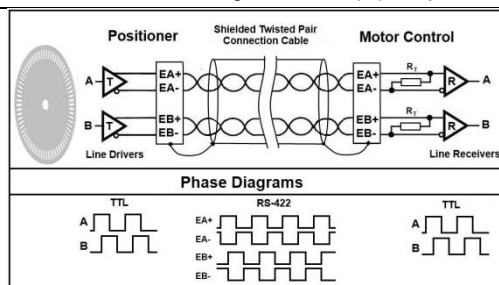 Positioner
Shielded Twisted Pair
Connection Cable
Motor Control
A
T
EA+
EA-
EA+
EA-
RT
R
A
B
T
EB+
EB-
EB+
EB-
RT
R
B
Line Drivers
Line Receivers
Phase Diagrams
TTL
RS-422
TTL
A
B
EA+
EA-
EB+
EB-
A
B